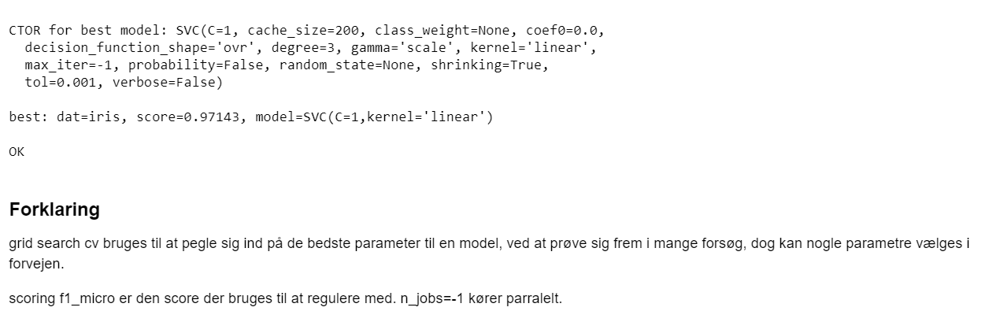 CTOR for best model: SVC(C=1, cache_size=200, class_weight=None, coef0=0.0,
decision_function_shape='ovr', degree=3, gamma='scale', kernel='linear',
max_iter=-1, probability=False, random_state=None, shrinking=True,
tol=0.001, verbose=False)
best: dat=iris, score=0.97143, model=SVC(C=1,kernel='linear')
OK
Forklaring
grid search cv bruges til at pegle sig ind på de bedste parameter til en model, ved at prøve sig frem i mange forsøg, dog kan nogle parametre vælges i
forvejen.
scoring f1_micro er den score der bruges til at regulere med. n_jobs=-1 kører parralelt.